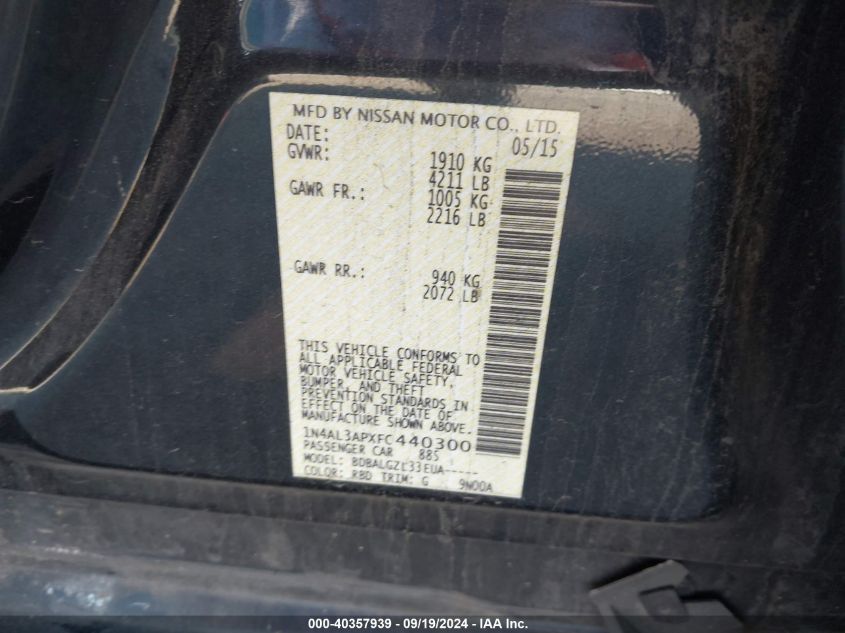 MFD BY NISSAN MOTOR CO., LTD.
DATE: 05/15
GVWR: 1910 KG
4211 LB
GAWR FR.: 1005 KG
2216 LB
GAWR RR.: 940 KG
2072 LB
THIS VEHICLE CONFORMS TO
ALL APPLICABLE FEDERAL
MOTOR VEHICLE SAFETY,
BUMPER, AND THEFT
PREVENTION STANDARDS IN
EFFECT ON THE DATE OF
MANUFACTURE SHOWN ABOVE.
1N4AL3APXFC440300
PASSENGER CAR 885
MODEL: BDBALGZL33EUA-----
COLOR: RBD TRIM: G 9N00A
000-40357939 - 09/19/2024 - IAA Inc.